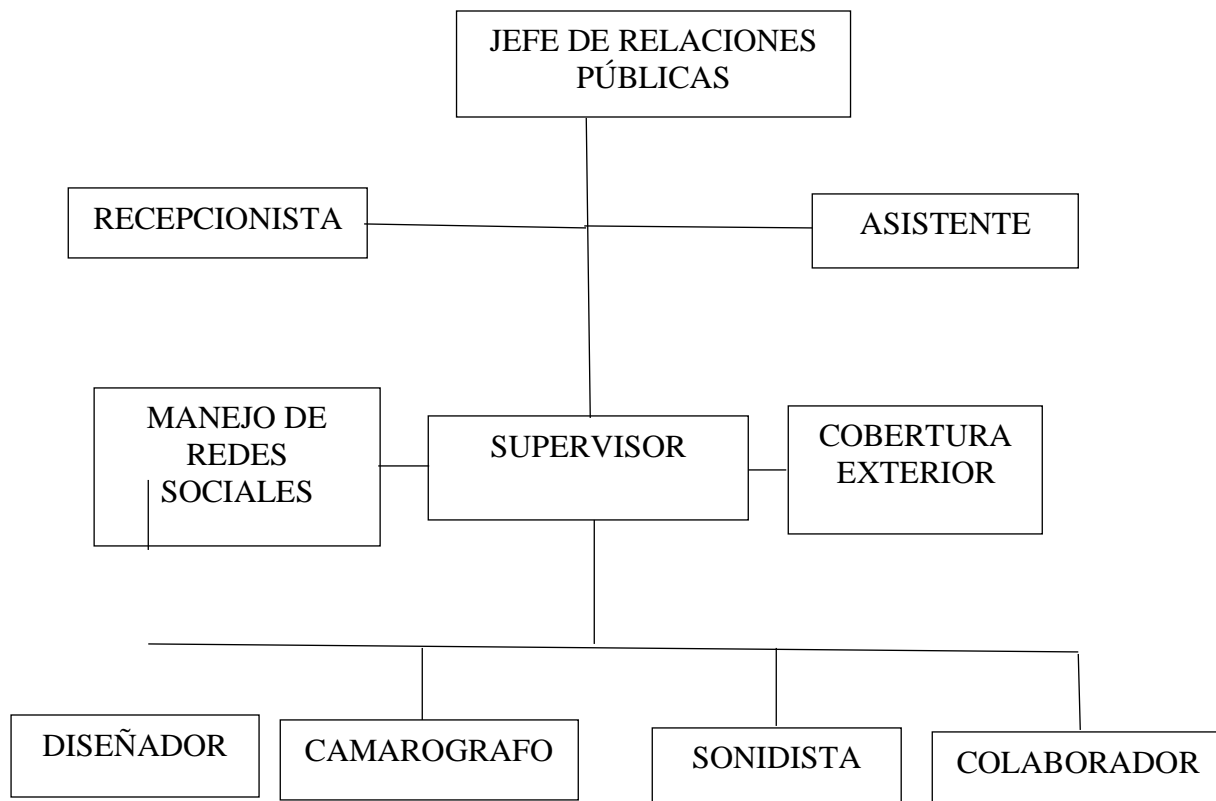 JEFE DE RELACIONES
PÚBLICAS
RECEPCIONISTA
ASISTENTE
MANEJO DE
REDES
SOCIALES
SUPERVISOR
COBERTURA
EXTERIOR
DISEÑADOR
CAMAROGRAFO
SONIDISTA
COLABORADOR